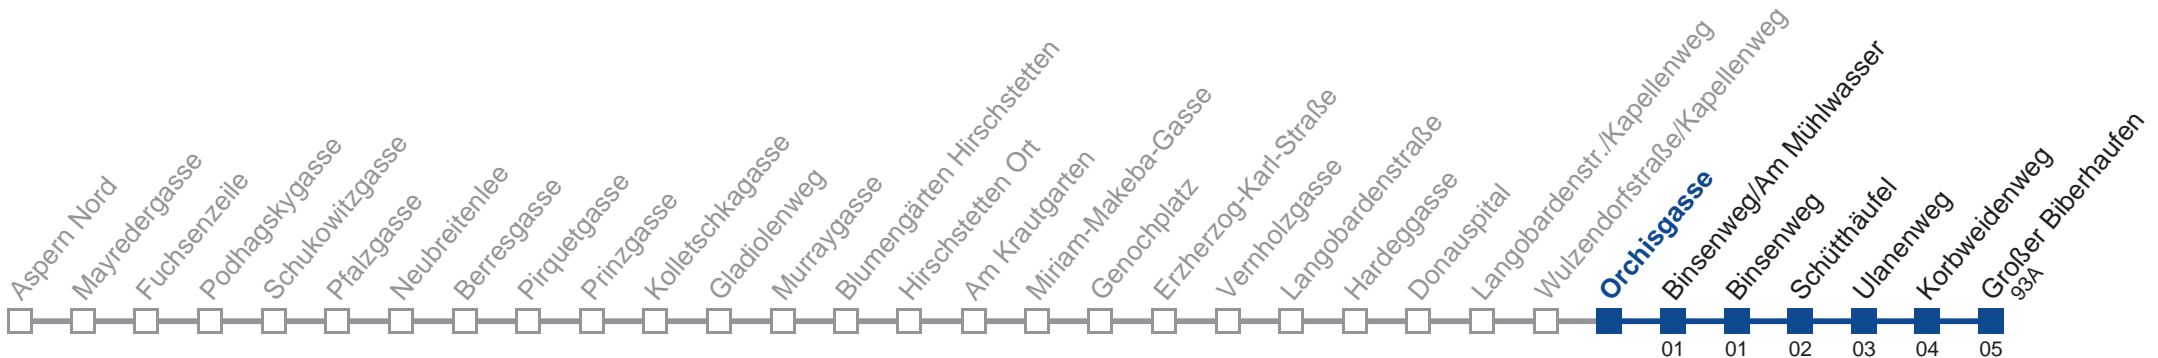 Aspern Nord
Mayredergasse
Fuchsenzeile
Podhagskygasse
Schukowitzgasse
Pfalzgasse
Neubreitenlee
Berresgasse
Pirquetgasse
Prinzgasse
Kolletschkagasse
Gladiolenweg
Murraygasse
Blumengärten Hirschstetten
Hirschstetten Ort
Am Krautgarten
Miriam-Makeba-Gasse
Genochplatz
Erzherzog-Karl-Straße
Vernholzgasse
Langobardenstraße
Hardeggasse
Donauspital
Langobardenstr./Kapellenweg
Wulzendorfstraße/Kapellenweg
Orchisgasse
Binsenweg/Am Mühlwasser
Binsenweg
Schütthäufel
Ulanenweg
Korbweidenweg
Großer Biberhaufen
93A
01 01 02 03 04 05